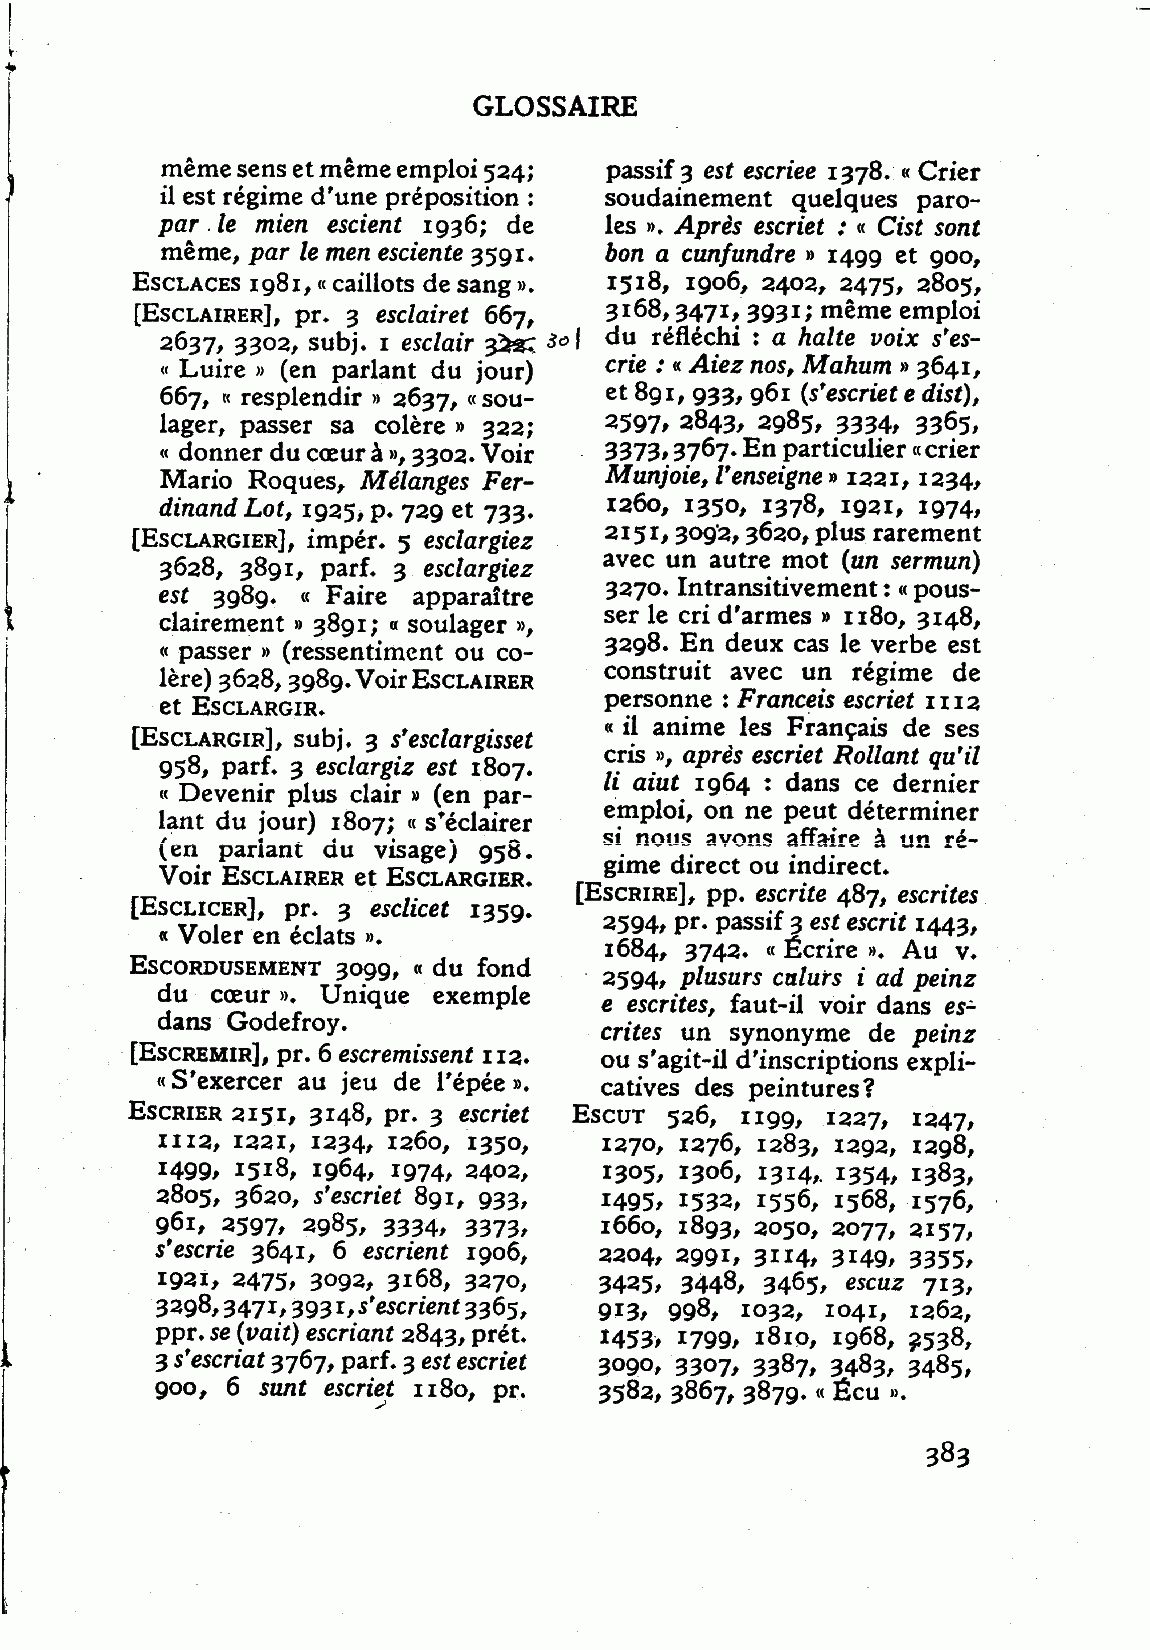 GLOSSAIRE
même sens et même emploi 524;
il est régime d'une préposition :
par le mien escient 1936; de
même, par le men esciente 3591.
ESCLACES 1981, « caillots de sang ».
[ESCLAIRER], pr. 3 esclairet 667,
2637, 3302, subj. 1 esclair 301
« Luire » (en parlant du jour)
667, « resplendir » 2637, « sou-
lager, passer sa colère » 322;
« donner du cœur à », 3302. Voir
Mario Roques, Mélanges Fer-
dinand Lot, 1925, p. 729 et 733.
[ESCLARGIER], impér. 5 esclargiez
3628, 3891, parf. 3 esclargiez
est 3989. « Faire apparaître
clairement » 3891; « soulager »,
« passer » (ressentiment ou co-
lère) 3628, 3989. Voir ESCLAIRER
et ESCLARGIR.
[ESCLARGIR], subj. 3 s'esclargisset
958, parf. 3 esclargiz est 1807.
« Devenir plus clair » (en par-
lant du jour) 1807; « s'éclairer
(en parlant du visage) 958.
Voir ESCLAIRER et ESCLARGIER.
[ESCLICER], pr. 3 esclicet 1359.
« Voler en éclats ».
ESCORDUSEMENT 3099, « du fond
du cœur ». Unique exemple
dans Godefroy.
[ESCREMIR], pr. 6 escremissent 112.
« S'exercer au jeu de l'épée ».
ESCRIER 2151, 3148, pr. 3 escriet
1112, 1221, 1234, 1260, 1350,
1499, 1518, 1964, 1974, 2402,
2805, 3620, s'escriet 891, 933,
961, 2597, 2985, 3334, 3373,
s'escrie 3641, 6 escrient 1906,
1921, 2475, 3092, 3168, 3270,
3298, 3471, 3931, s'escrient 3365,
ppr. se (vait) escriant 2843, prét.
3 s'escriat 3767, parf. 3 est escriet
900, 6 sunt escriet 1180, pr.
passif 3 est escriee 1378. « Crier
soudainement quelques paro-
les ». Après escriet : « Cist sont
bon a cunfundre » 1499 et 900,
1518, 1906, 2402, 2475, 2805,
3168, 3471, 3931; même emploi
du réfléchi : a halte voix s'es-
crie : « Aiez nos, Mahum » 3641,
et 891, 933, 961 (s'escriet e dist),
2597, 2843, 2985, 3334, 3365,
3373, 3767. En particulier « crier
Munjoie, l'enseigne » 1221, 1234,
1260, 1350, 1378, 1921, 1974,
2151, 3092, 3620, plus rarement
avec un autre mot (un sermun)
3270. Intransitivement : « pous-
ser le cri d'armes » 1180, 3148,
3298. En deux cas le verbe est
construit avec un régime de
personne : Franceis escriet 1112
« il anime les Français de ses
cris », après escriet Rollant qu'il
li aiut 1964 : dans ce dernier
emploi, on ne peut déterminer
si nous avons affaire à un ré-
gime direct ou indirect.
[ESCRIRE], pp. escrite 487, escrites
2594, pr. passif 3 est escrit 1443,
1684, 3742. « Écrire ». Au v.
2594, plusurs culurs i ad peinz
e escrites, faut-il voir dans es-
crites un synonyme de peinz
ou s'agit-il d'inscriptions expli-
catives des peintures?
ESCUT 526, 1199, 1227, 1247,
1270, 1276, 1283, 1292, 1298,
1305, 1306, 1314, 1354, 1383,
1495, 1532, 1556, 1568, 1576,
1660, 1893, 2050, 2077, 2157,
2204, 2991, 3114, 3149, 3355,
3425, 3448, 3465, escuz 713,
913, 998, 1032, 1041, 1262,
1453, 1799, 1810, 1968, 2538,
3090, 3307, 3387, 3483, 3485,
3582, 3867, 3879. « Écu ».
383